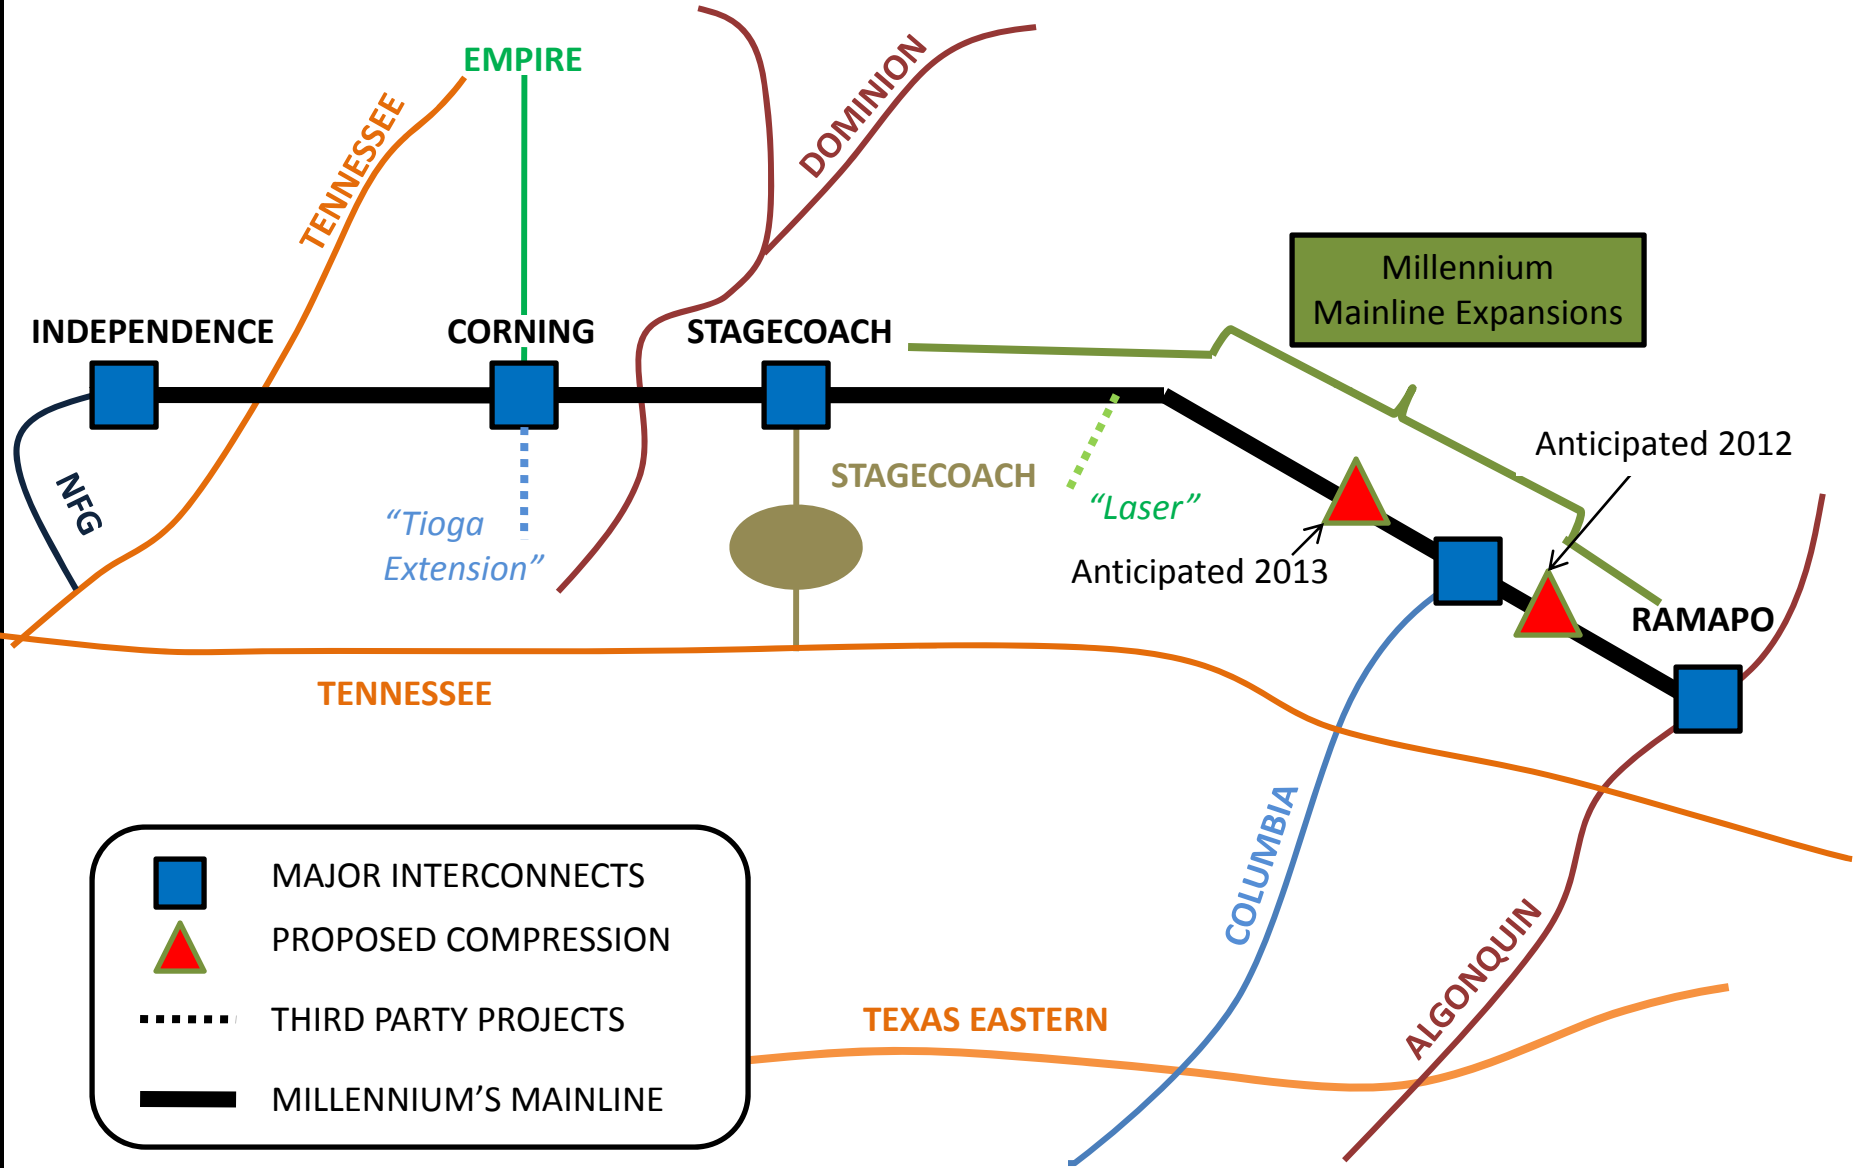 EMPIRE
DOMINION
TENNESSEE
Millennium
Mainline Expansions
INDEPENDENCE
CORNING
STAGECOACH
Anticipated 2012
STAGECOACH
NFG
“Laser”
“Tioga
Extension”
Anticipated 2013
RAMAPO
TENNESSEE
COLUMBIA
ALGONQUIN
TEXAS EASTERN
MAJOR INTERCONNECTS
PROPOSED COMPRESSION
THIRD PARTY PROJECTS
MILLENNIUM’S MAINLINE